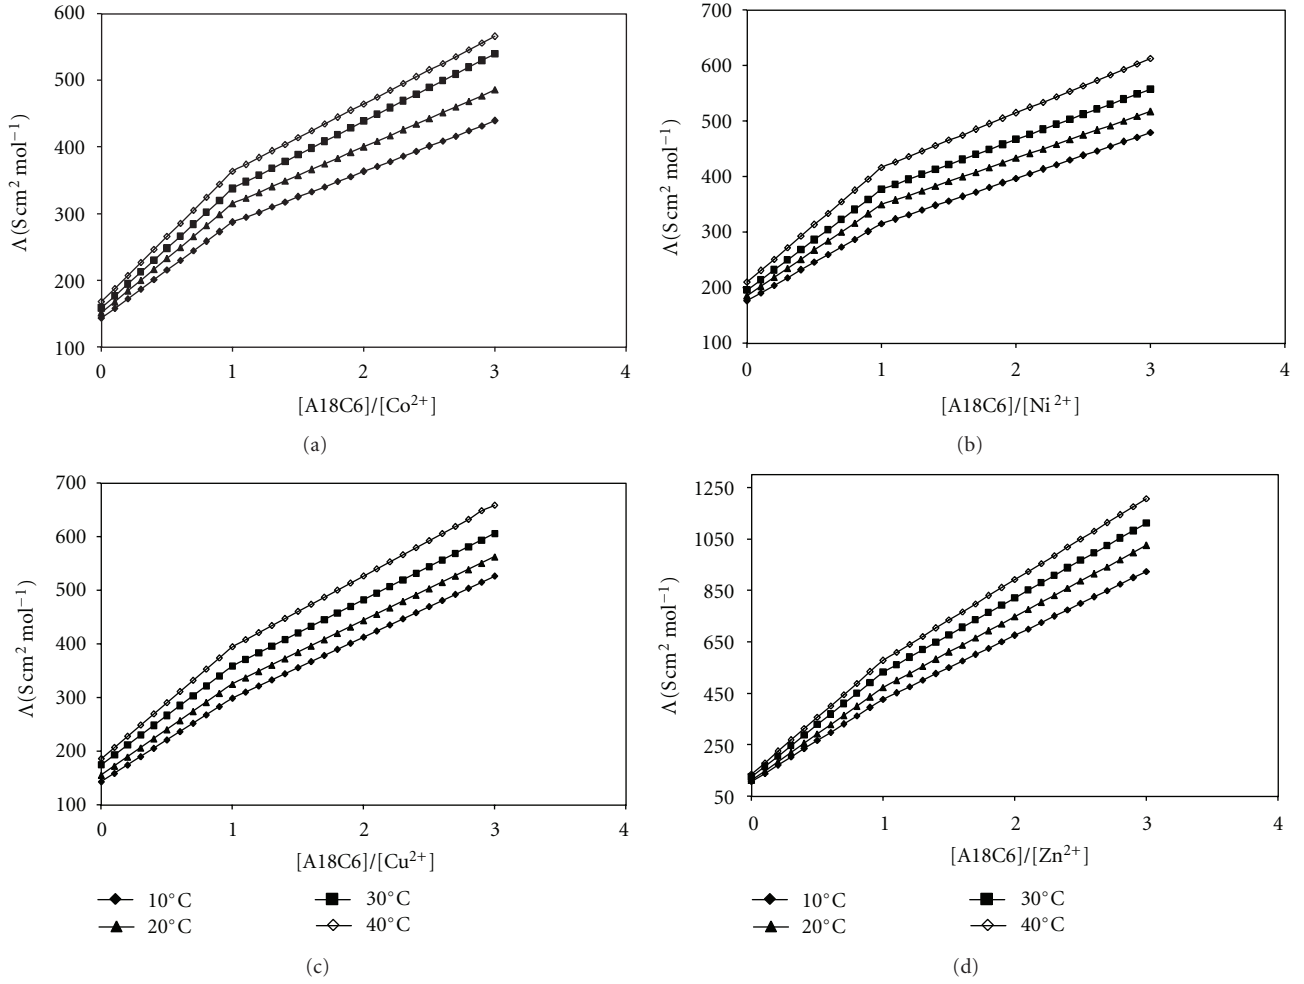 600
500
400
300
200
100
Λ(S cm² mol⁻¹)
0 1 2 3 4
[A18C6]/[Co²⁺]
(a)
700
600
500
400
300
200
100
Λ(S cm² mol⁻¹)
0 1 2 3 4
[A18C6]/[Ni²⁺]
(b)
700
600
500
400
300
200
100
Λ(S cm² mol⁻¹)
0 1 2 3 4
[A18C6]/[Cu²⁺]
10°C 30°C
20°C 40°C
(c)
1250
1050
850
650
450
250
50
Λ(S cm² mol⁻¹)
0 1 2 3 4
[A18C6]/[Zn²⁺]
10°C 30°C
20°C 40°C
(d)